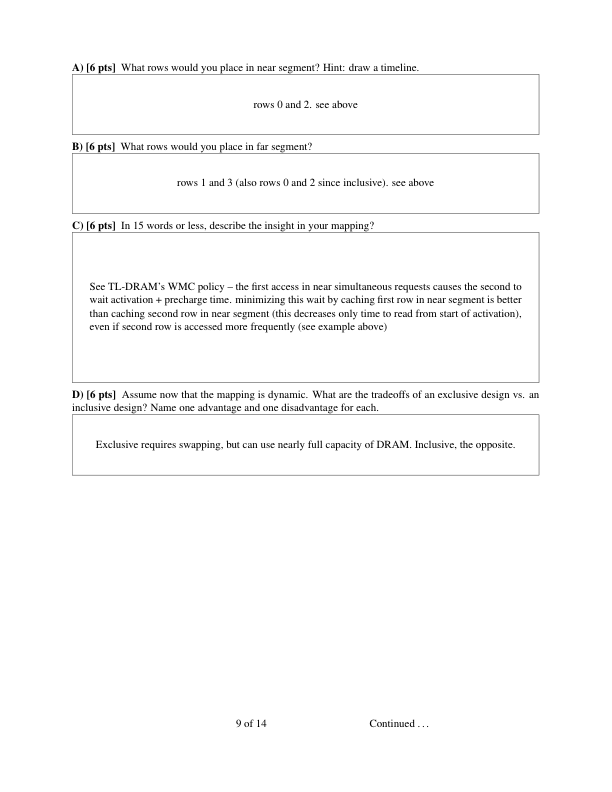 A) [6 pts] What rows would you place in near segment? Hint: draw a timeline.
rows 0 and 2. see above
B) [6 pts] What rows would you place in far segment?
rows 1 and 3 (also rows 0 and 2 since inclusive). see above
C) [6 pts] In 15 words or less, describe the insight in your mapping?
See TL-DRAM's WMC policy – the first access in near simultaneous requests causes the second to
wait activation + precharge time. minimizing this wait by caching first row in near segment is better
than caching second row in near segment (this decreases only time to read from start of activation),
even if second row is accessed more frequently (see example above)
D) [6 pts] Assume now that the mapping is dynamic. What are the tradeoffs of an exclusive design vs. an
inclusive design? Name one advantage and one disadvantage for each.
Exclusive requires swapping, but can use nearly full capacity of DRAM. Inclusive, the opposite.
9 of 14 Continued . . .